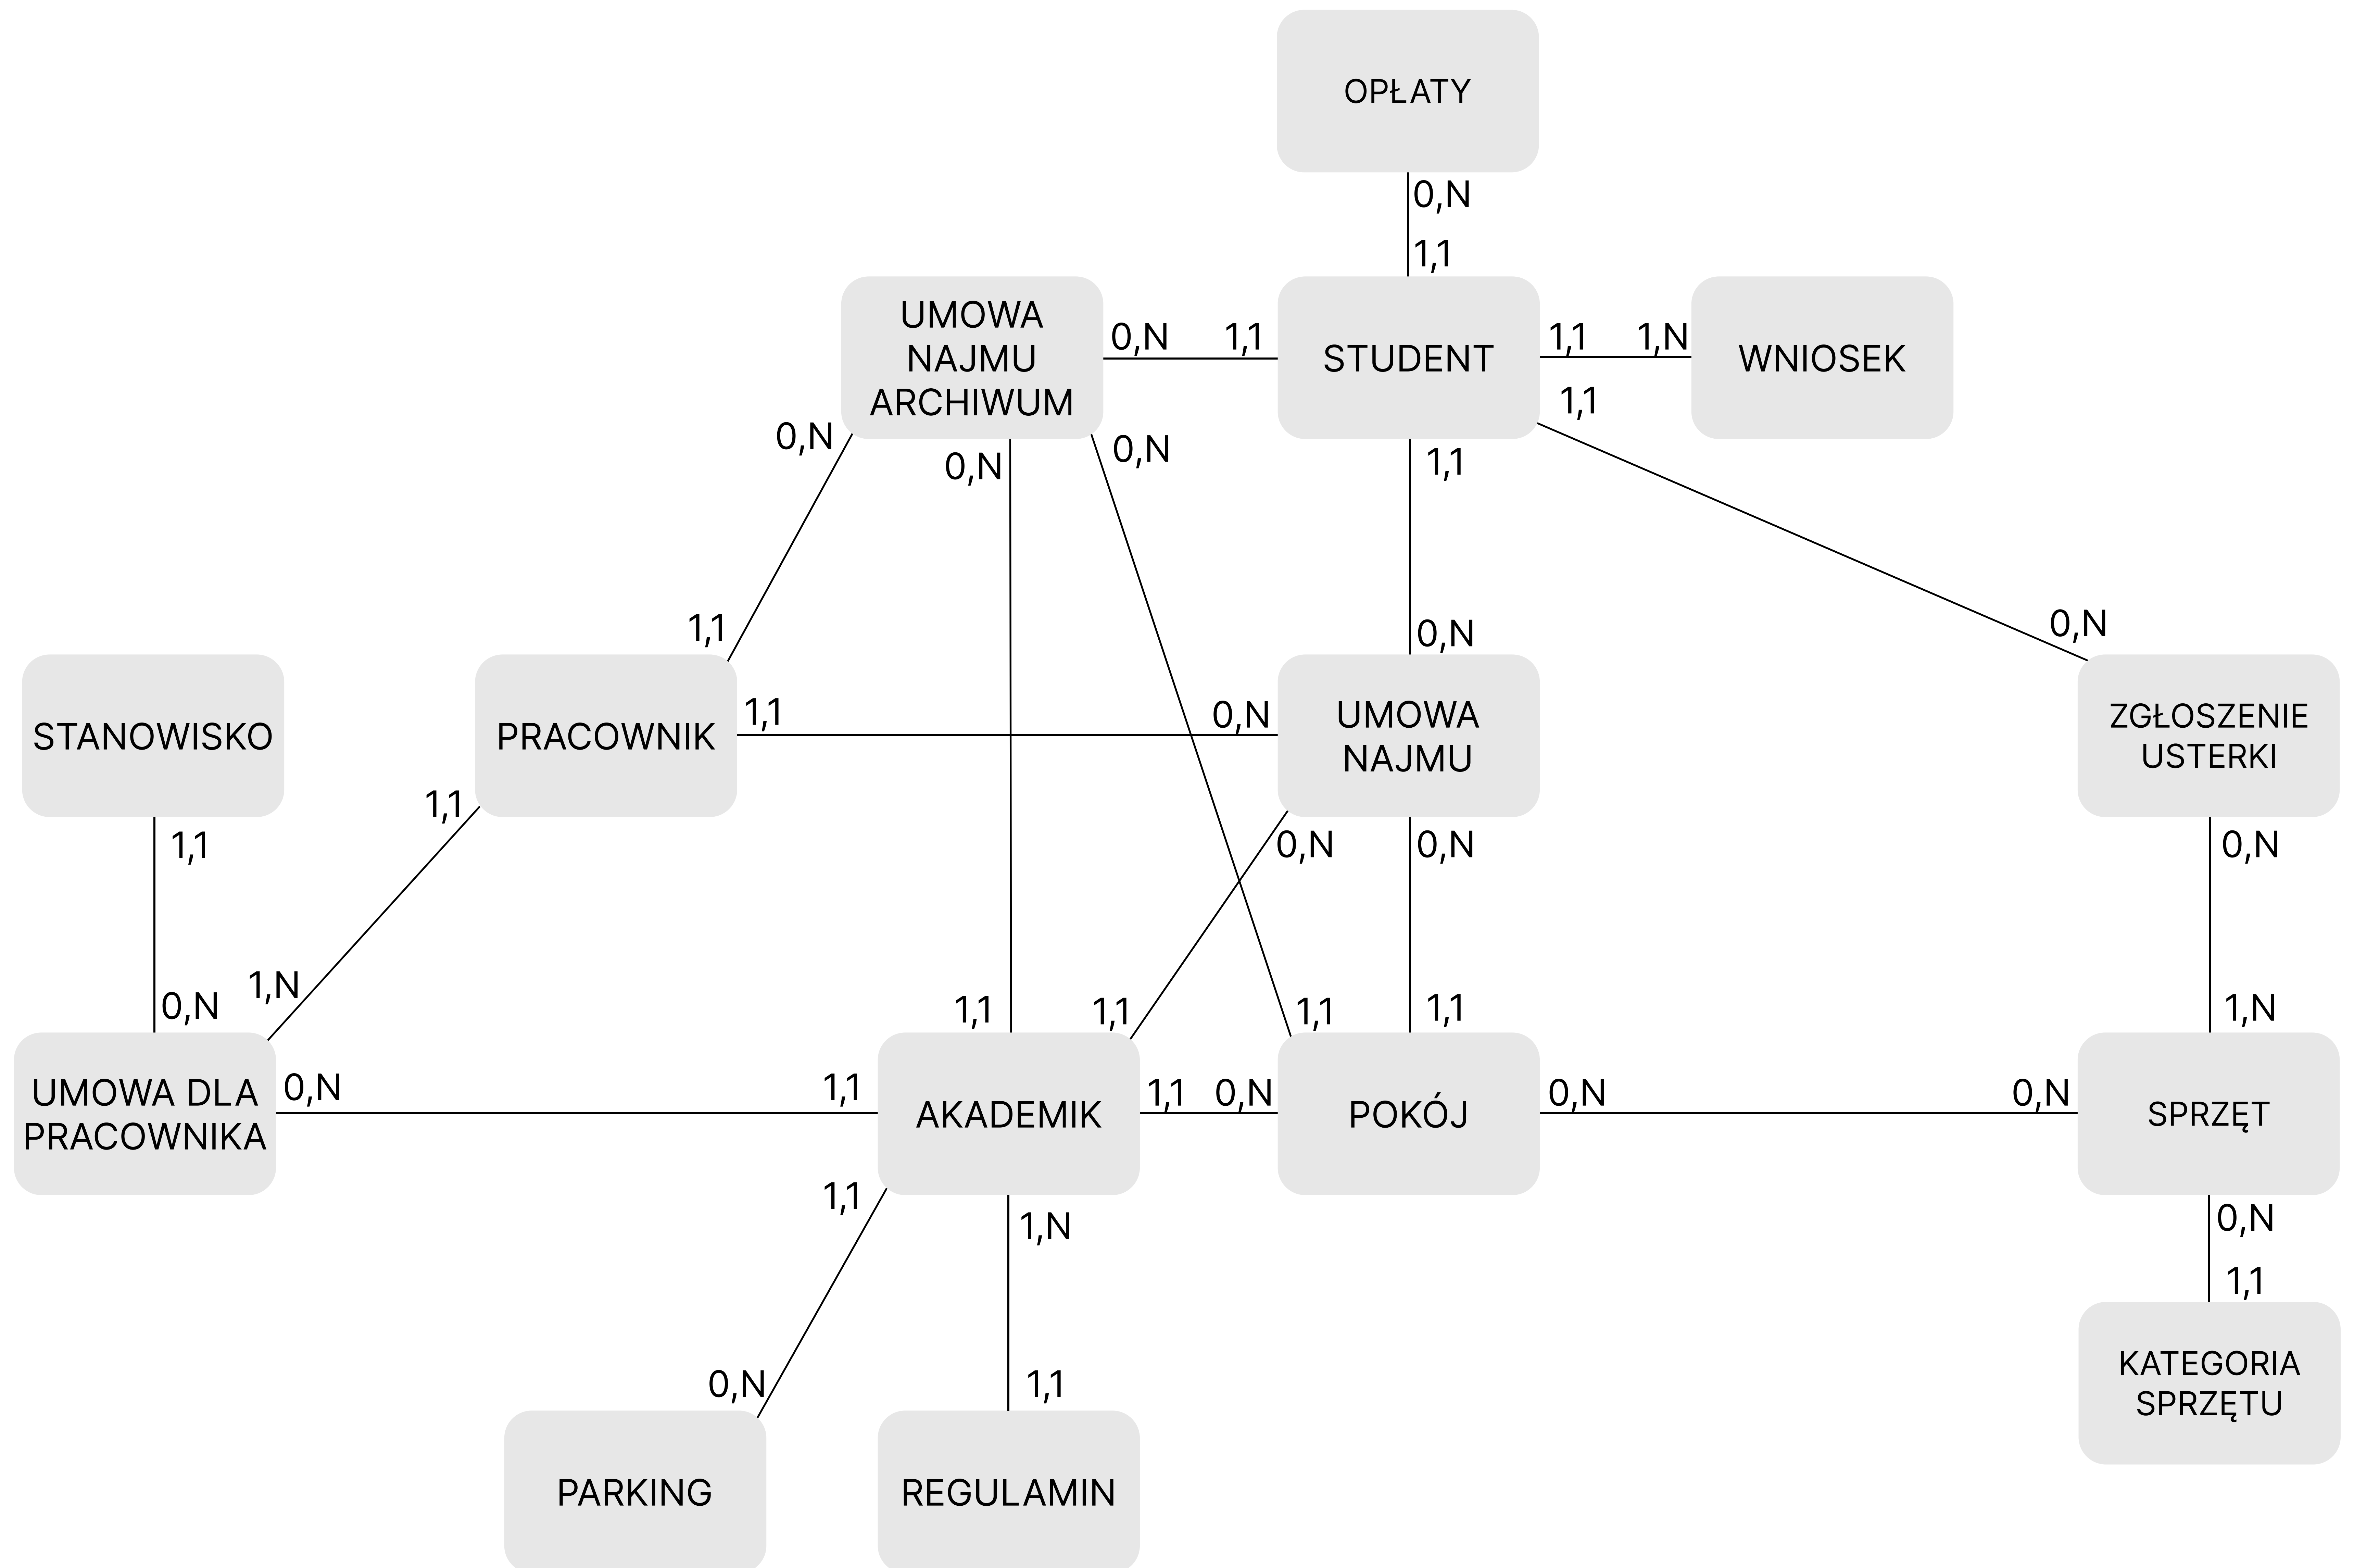 OPŁATY
0,N
1,1
UMOWA
NAJMU
ARCHIWUM
0,N
1,1
STUDENT
1,1
1,N
WNIOSEK
1,1
0,N
0,N
0,N
1,1
1,1
0,N
0,N
STANOWISKO
PRACOWNIK
1,1
0,N
UMOWA
NAJMU
ZGŁOSZENIE
USTERKI
1,1
1,1
0,N
0,N
0,N
1,N
0,N
1,1
1,1
1,1
1,1
1,N
UMOWA DLA
PRACOWNIKA
0,N
1,1
AKADEMIK
1,1
0,N
POKÓJ
0,N
0,N
SPRZĘT
1,1
1,N
0,N
1,1
0,N
1,1
KATEGORIA
SPRZĘTU
PARKING
REGULAMIN